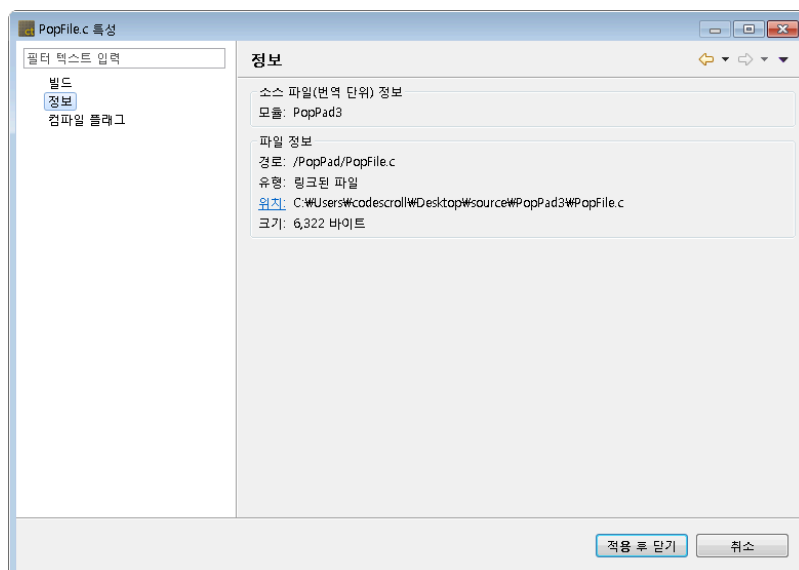 ct PopFile.c 특성
필터 텍스트 입력
빌드
정보
컴파일 플래그
정보
소스 파일(번역 단위) 정보
모듈: PopPad3
파일 정보
경로: /PopPad/PopFile.c
유형: 링크된 파일
위치: C:₩Users₩codescroll₩Desktop₩source₩PopPad3₩PopFile.c
크기: 6,322 바이트
적용 후 닫기
취소